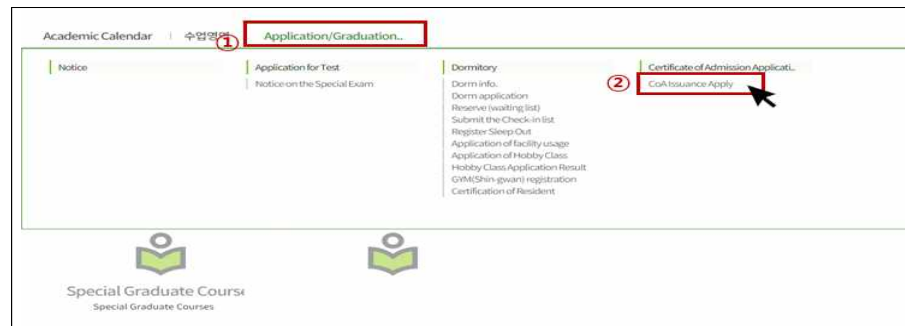 Academic Calendar
수업영역
①
Application/Graduation..
Notice
Application for Test
Notice on the Special Exam
Dormitory
Dorm info.
Dorm application
Reserve (waiting list)
Submit the Check-in list
Register Sleep Out
Application of facility usage
Application of Hobby Class
Hobby Class Application Result
GYM(Shin-gwan) registration
Certification of Resident
Certificate of Admission Applicati..
②
CoA Issuance Apply
Special Graduate Course
Special Graduate Courses